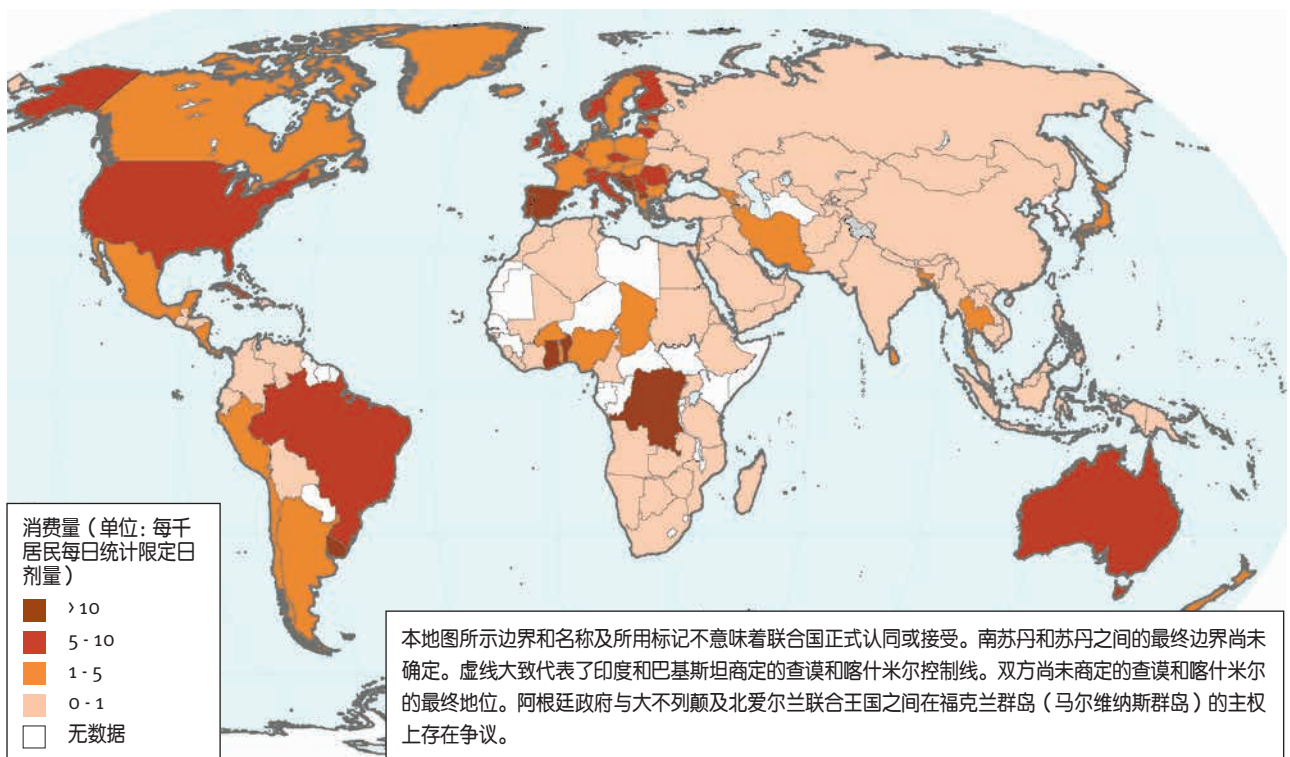 消费量（单位：每千
居民每日统计限定日
剂量）
> 10
5 - 10
1 - 5
0 - 1
无数据
本地图所示边界和名称及所用标记不意味着联合国正式认同或接受。南苏丹和苏丹之间的最终边界尚未
确定。虚线大致代表了印度和巴基斯坦商定的查谟和喀什米尔控制线。双方尚未商定的查谟和喀什米尔
的最终地位。阿根廷政府与大不列颠及北爱尔兰联合王国之间在福克兰群岛（马尔维纳斯群岛）的主权
上存在争议。